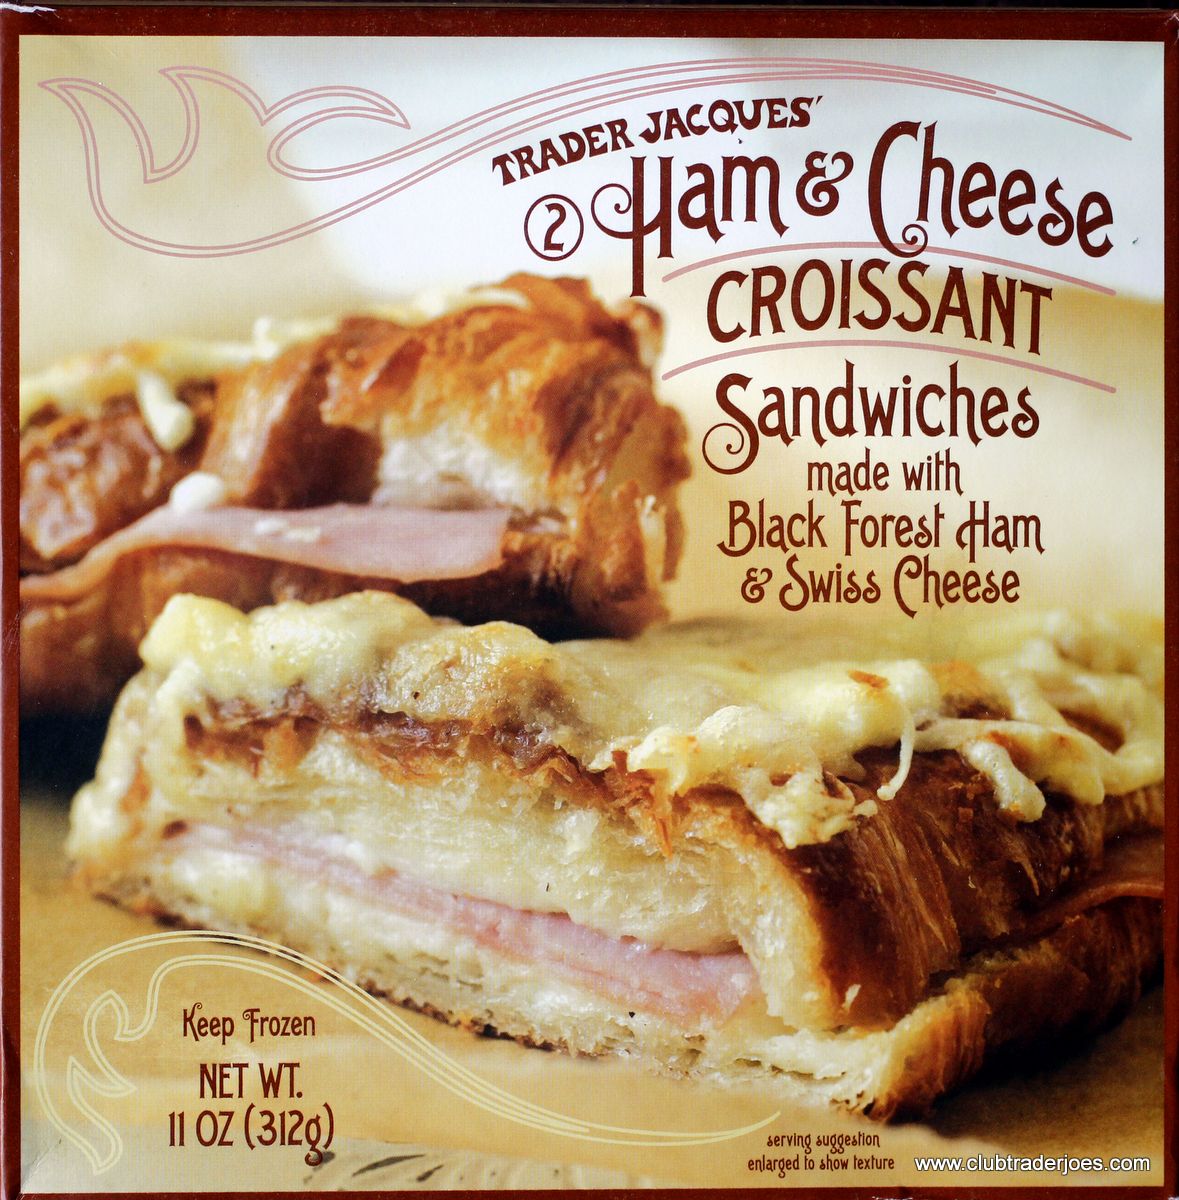 TRADER JACQUES'
2 Ham & Cheese
CROISSANT
Sandwiches
made with
Black Forest Ham
& Swiss Cheese
Keep Frozen
NET WT.
11 OZ (312g)
serving suggestion
enlarged to show texture
www.clubtraderjoes.com